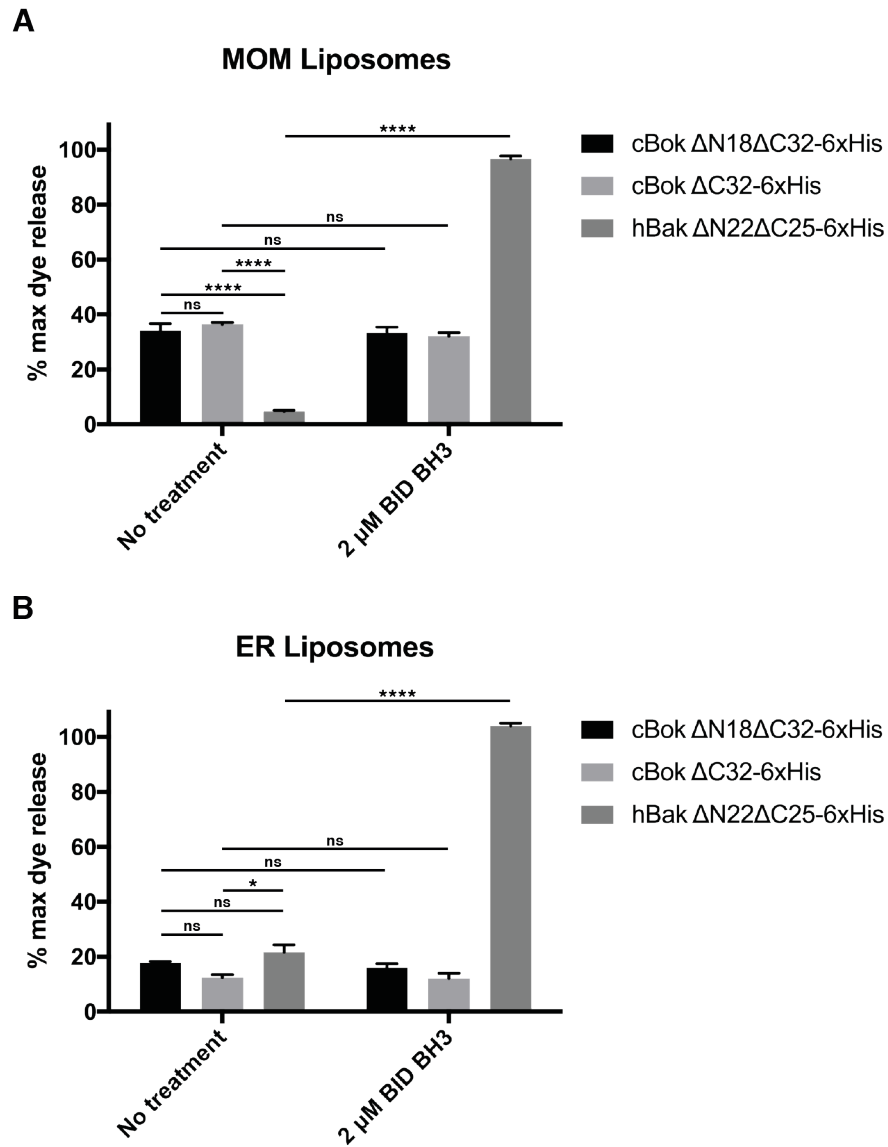 A
MOM Liposomes
% max dye release
100
80
60
40
20
0
****
ns
ns
****
****
ns
No treatment
2 µM BID BH3
cBok ΔN18ΔC32-6xHis
cBok ΔC32-6xHis
hBak ΔN22ΔC25-6xHis
B
ER Liposomes
% max dye release
100
80
60
40
20
0
****
ns
ns
*
ns
ns
No treatment
2 µM BID BH3
cBok ΔN18ΔC32-6xHis
cBok ΔC32-6xHis
hBak ΔN22ΔC25-6xHis